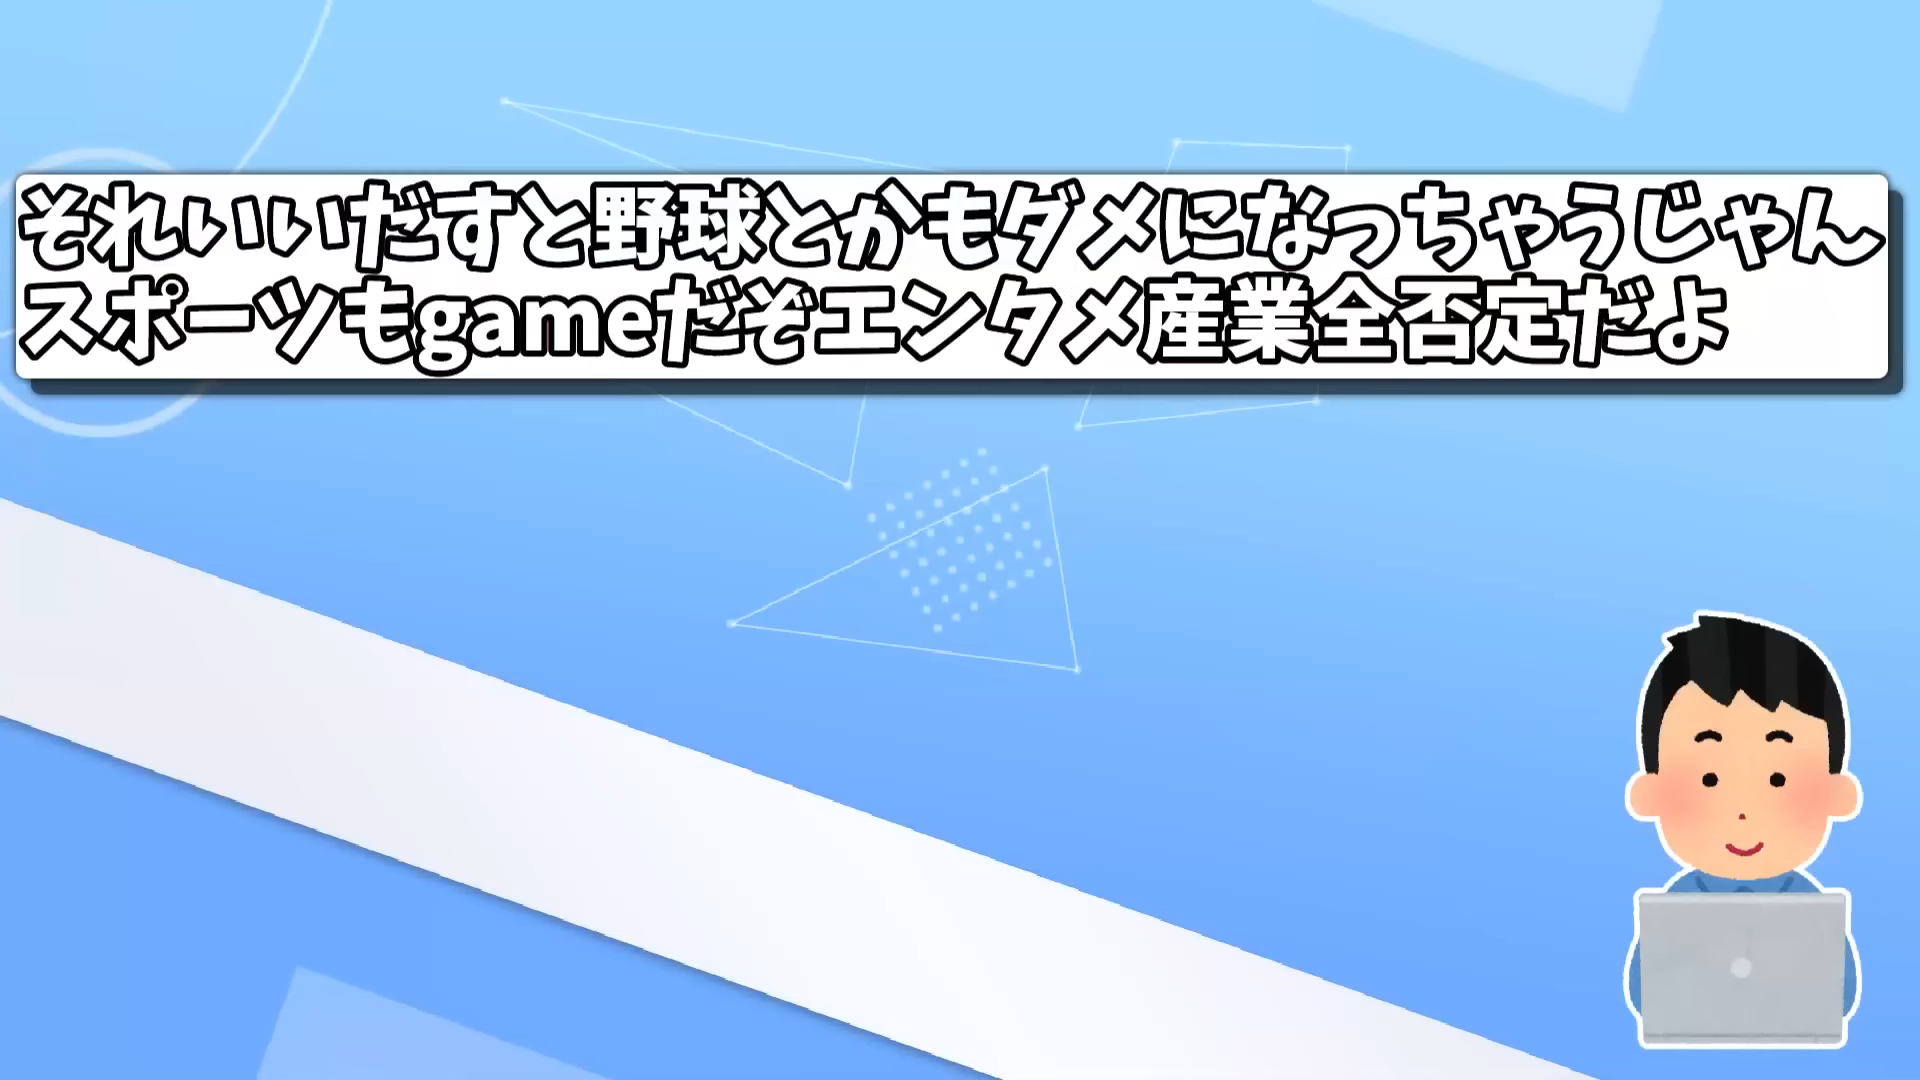 それいいだすと野球とかもダメになっちゃうじゃん
スポーツもgameだぞエンタメ産業全否定だよ